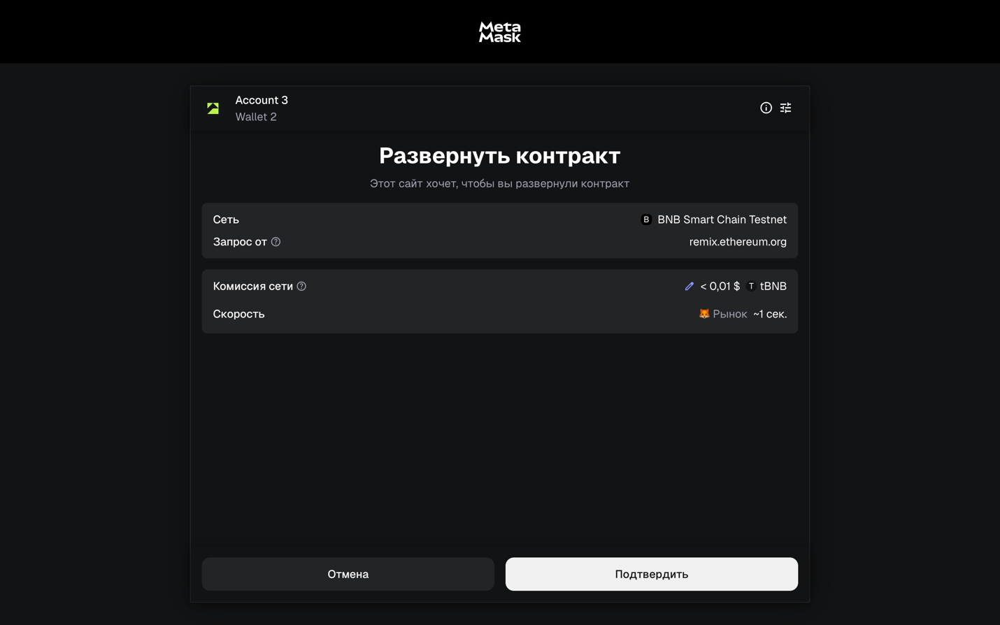 Meta
Mask
Account 3
Wallet 2
Развернуть контракт
Этот сайт хочет, чтобы вы развернули контракт
Сеть B BNB Smart Chain Testnet
Запрос от remix.ethereum.org
Комиссия сети < 0,01 $ T tBNB
Скорость 🦊 Рынок ~1 сек.
Отмена Подтвердить